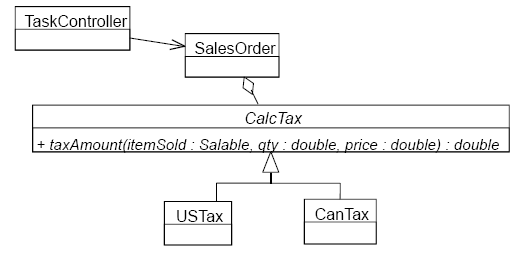 TaskController
SalesOrder
CalcTax
+ taxAmount(itemSold : Salable, qty : double, price : double) : double
USTax
CanTax